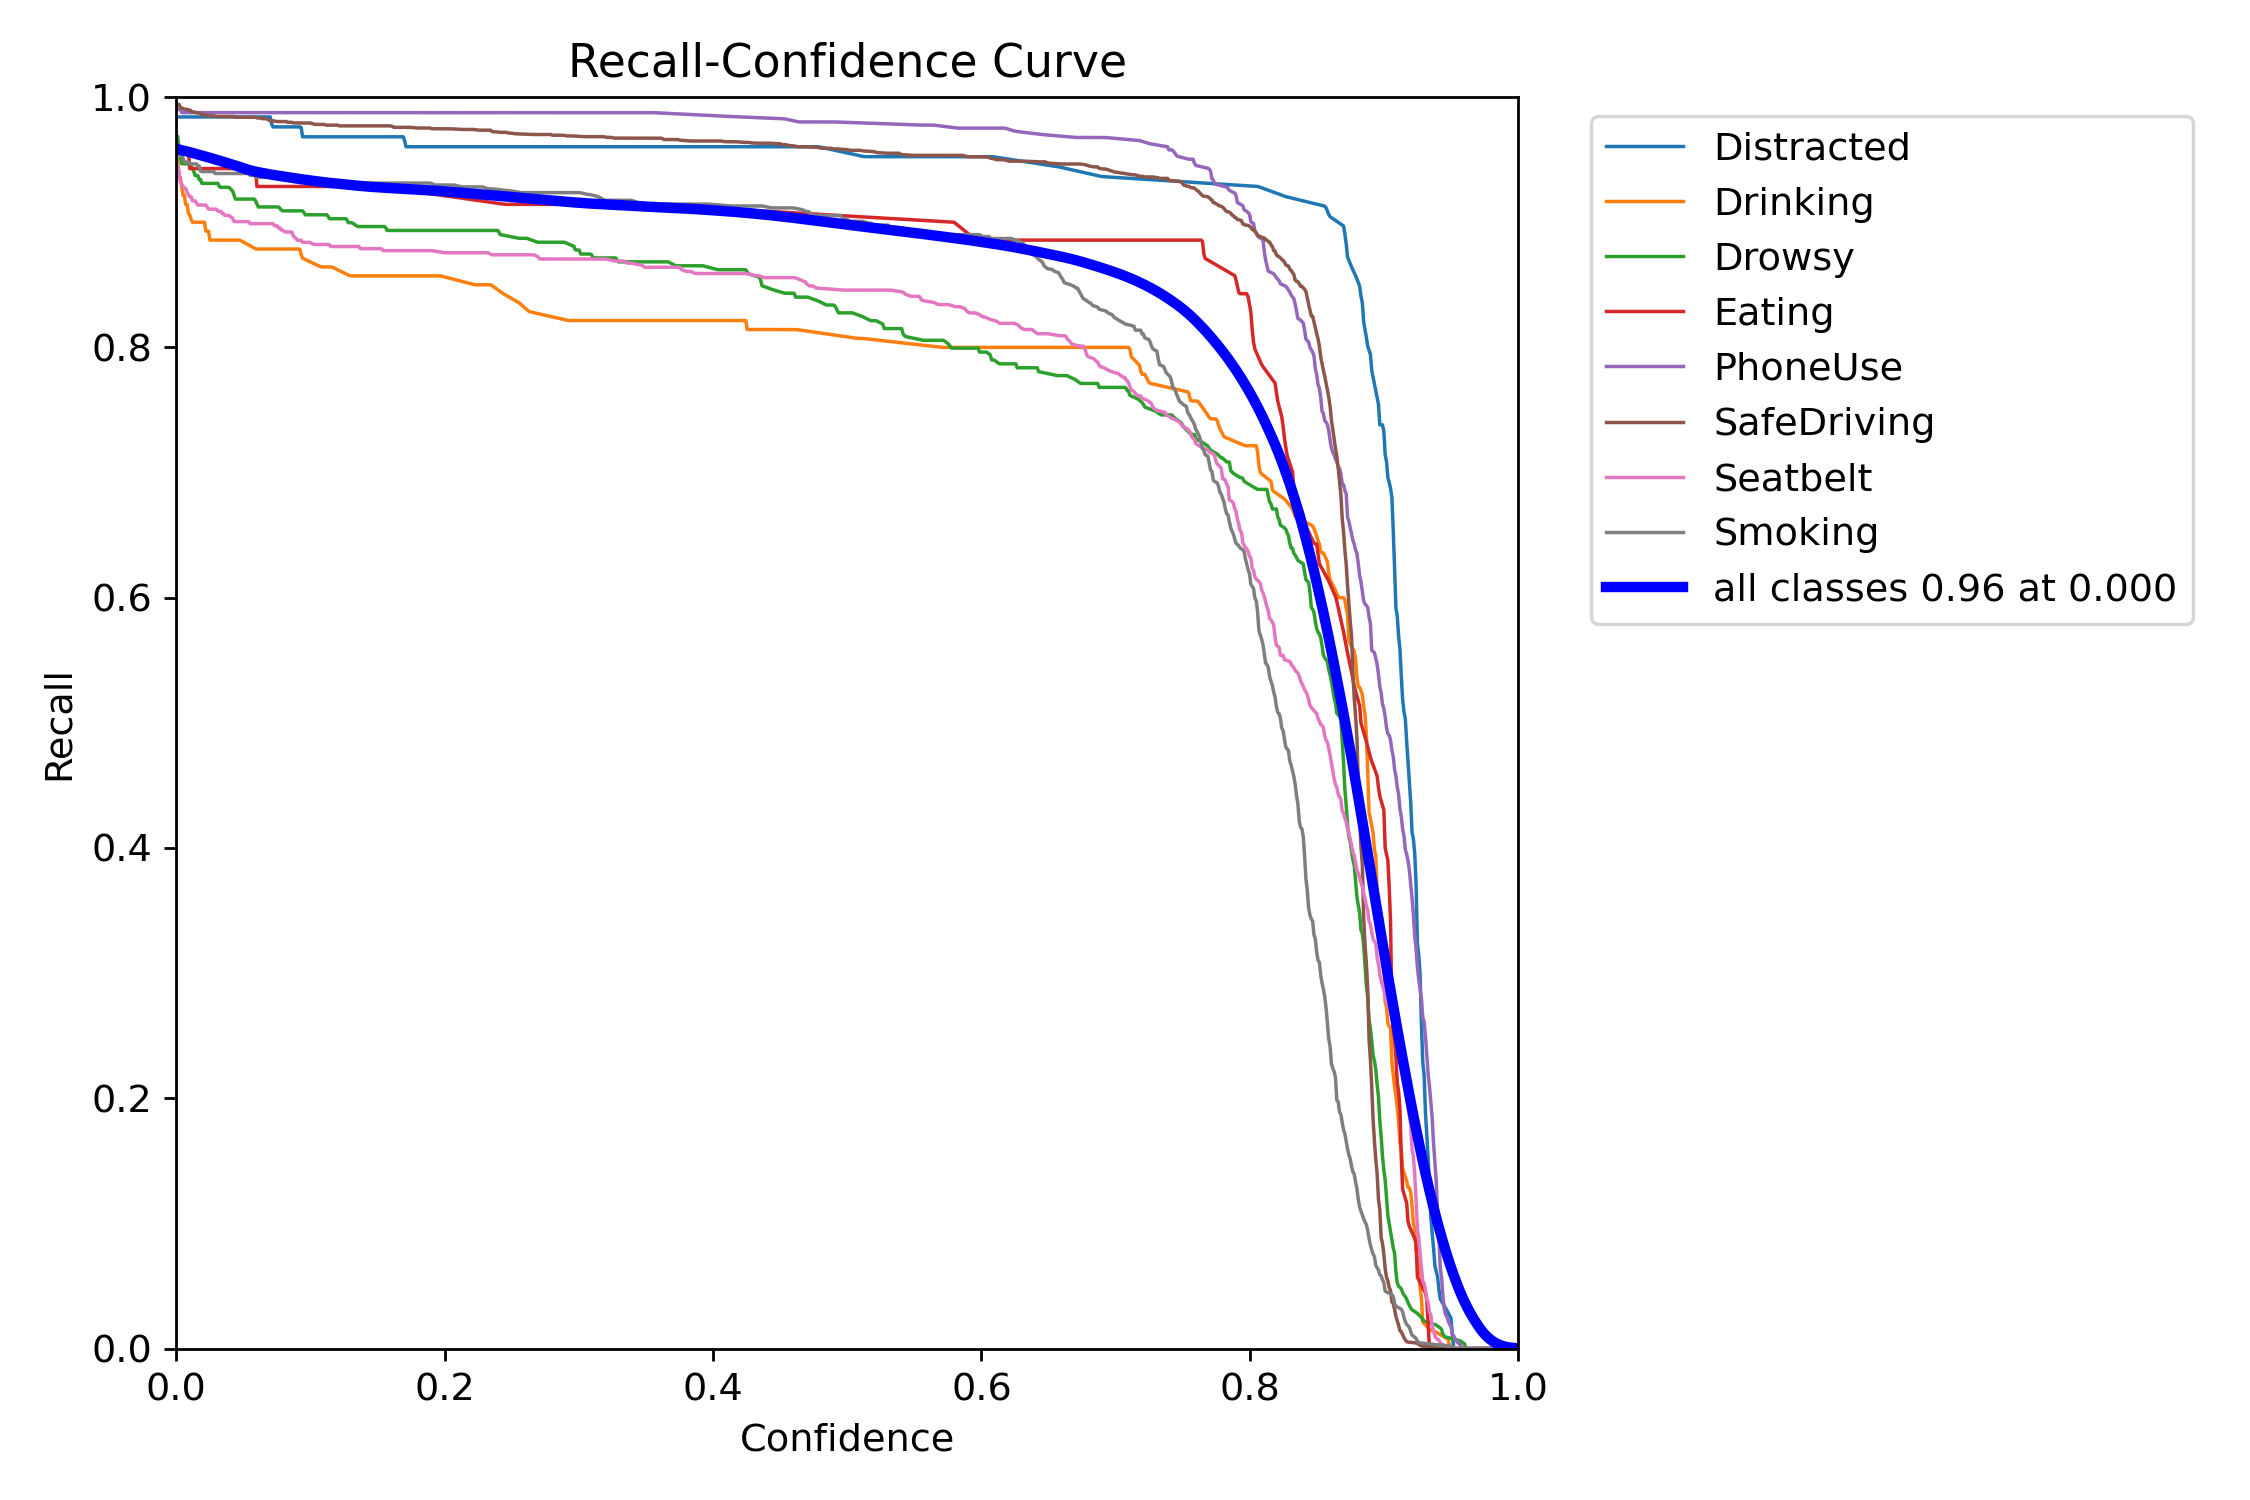 Recall-Confidence Curve
1.0
0.8
0.6
0.4
0.2
0.0
Recall
0.0 0.2 0.4 0.6 0.8 1.0
Confidence
Distracted
Drinking
Drowsy
Eating
PhoneUse
SafeDriving
Seatbelt
Smoking
all classes 0.96 at 0.000